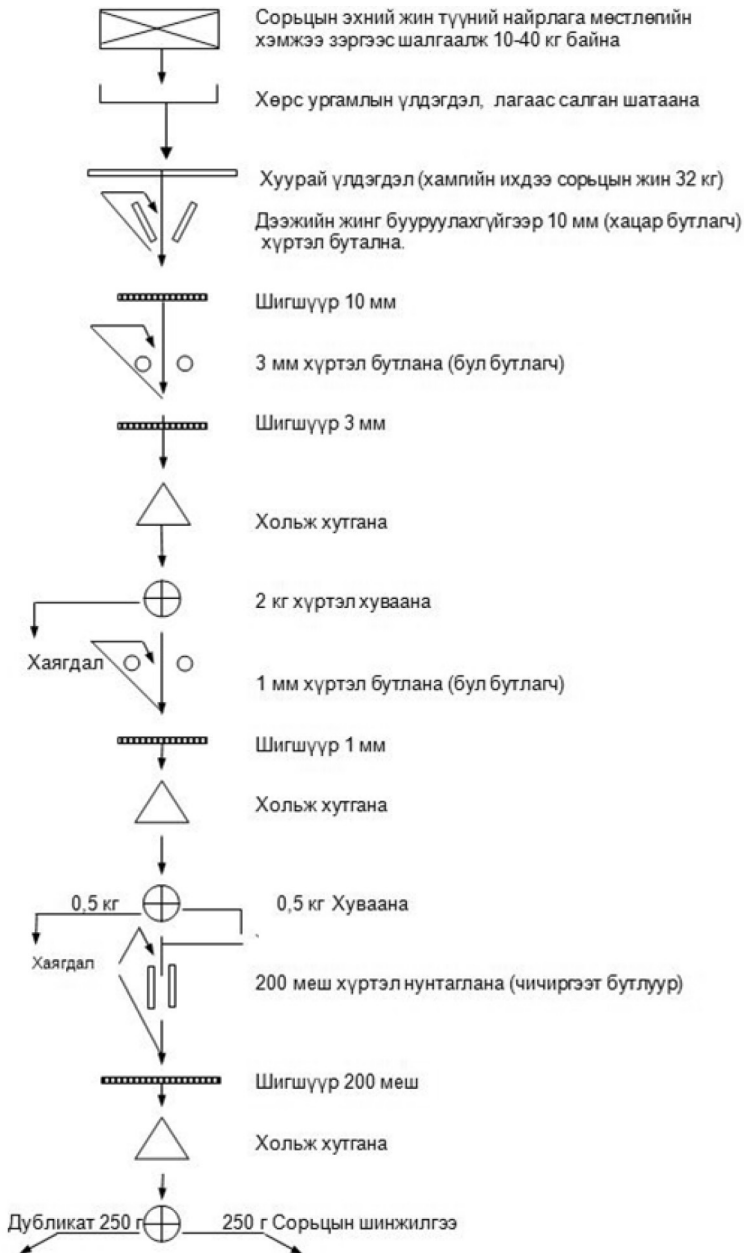 Сорьцын эхний жин түүний найрлага мөстлөгийн
хэмжээ зэргээс шалгаалж 10-40 кг байна
Хөрс ургамлын үлдэгдэл, лагаас салган шатаана
Хуурай үлдэгдэл (хамгийн ихдээ сорьцын жин 32 кг)
Дээжийн жинг бууруулахгүйгээр 10 мм (хацар бутлагч)
хүртэл бутална.
Шигшүүр 10 мм
3 мм хүртэл бутлана (бул бутлагч)
Шигшүүр 3 мм
Хольж хутгана
2 кг хүртэл хуваана
Хаягдал
1 мм хүртэл бутлана (бул бутлагч)
Шигшүүр 1 мм
Хольж хутгана
0,5 кг
0,5 кг Хуваана
Хаягдал
200 меш хүртэл нунтаглана (чичиргээт бутлуур)
Шигшүүр 200 меш
Хольж хутгана
Дубликат 250 г
250 г Сорьцын шинжилгээ